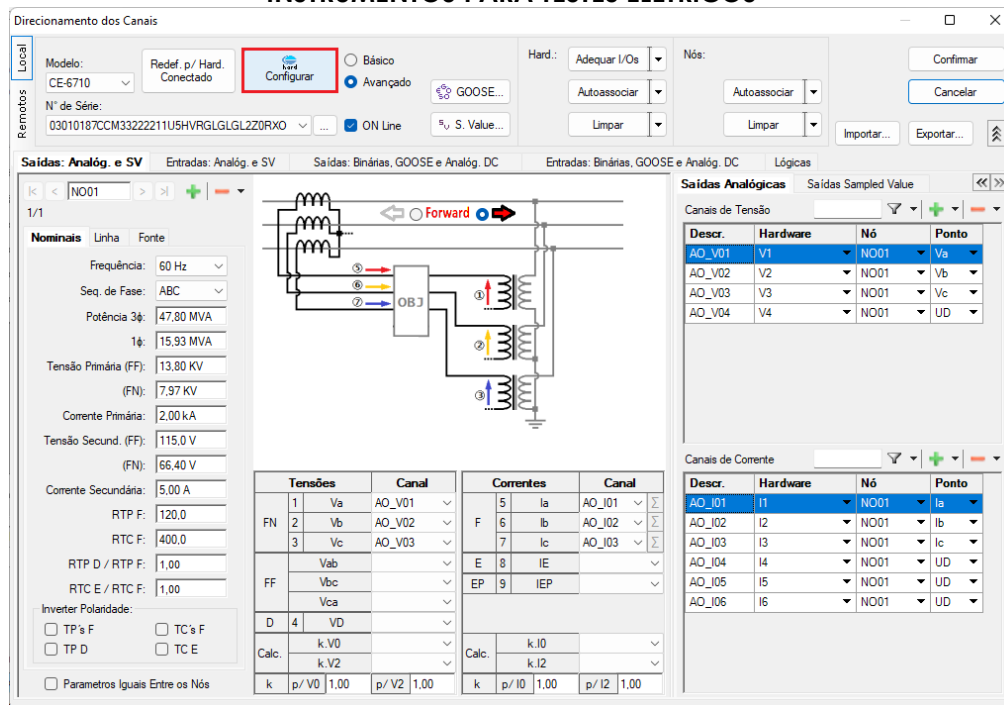 INSTRUMENTOS PARA TESTES ELÉTRICOS
Direcionamento dos Canais
Local
Remotos
Modelo:
CE-6710
Redef. p/ Hard.
Conectado
hard
Configurar
Básico
Avançado
N° de Série:
03010187CCM33222211U5HVRGLGLGL2Z0RXO
...
ON Line
GOOSE...
S. Value...
Hard.:
Adequar I/Os
Autoassociar
Limpar
Nós:
Autoassociar
Limpar
Confirmar
Cancelar
Importar...
Exportar...
Saídas: Analóg. e SV
Entradas: Analóg. e SV
Saídas: Binárias, GOOSE e Analóg. DC
Entradas: Binárias, GOOSE e Analóg. DC
Lógicas
NO01
1/1
Nominais Linha Fonte
Frequência: 60 Hz
Seq. de Fase: ABC
Potência 3ϕ: 47,80 MVA
1ϕ: 15,93 MVA
Tensão Primária (FF): 13,80 KV
(FN): 7,97 KV
Corrente Primária: 2,00 kA
Tensão Secund. (FF): 115,0 V
(FN): 66,40 V
Corrente Secundária: 5,00 A
RTP F: 120,0
RTC F: 400,0
RTP D / RTP F: 1,00
RTC E / RTC F: 1,00
Inverter Polaridade:
TP's F TC's F
TP D TC E
Parametros Iguais Entre os Nós
Forward
⑤
⑥
⑦
OBJ
①
②
③
Tensões Canal
FN
1 Va AO_V01
2 Vb AO_V02
3 Vc AO_V03
FF
Vab
Vbc
Vca
D 4 VD
Calc.
k.V0
k.V2
k p/ V0 1,00 p/ V2 1,00
Correntes Canal
F
5 Ia AO_I01 Σ
6 Ib AO_I02 Σ
7 Ic AO_I03 Σ
E 8 IE
EP 9 IEP
Calc.
k.I0
k.I2
k p/ I0 1,00 p/ I2 1,00
Saídas Analógicas Saídas Sampled Value
Canais de Tensão
Descr. Hardware Nó Ponto
AO_V01 V1 NO01 Va
AO_V02 V2 NO01 Vb
AO_V03 V3 NO01 Vc
AO_V04 V4 NO01 UD
Canais de Corrente
Descr. Hardware Nó Ponto
AO_I01 I1 NO01 Ia
AO_I02 I2 NO01 Ib
AO_I03 I3 NO01 Ic
AO_I04 I4 NO01 UD
AO_I05 I5 NO01 UD
AO_I06 I6 NO01 UD